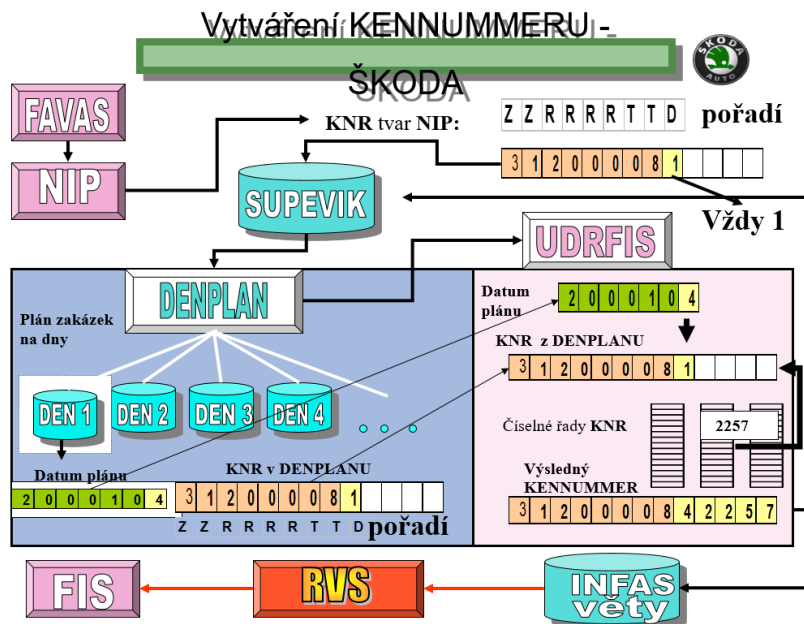 Vytváření KENNUMMERU -
ŠKODA
ŠKODA
AUTO
FAVAS
NIP
KNR tvar NIP:
Z Z R R R R T T D pořadí
3 1 2 0 0 0 0 8 1
Vždy 1
SUPEVIK
UDRFIS
DENPLAN
Plán zakázek
na dny
DEN 1 DEN 2 DEN 3 DEN 4 . . .
Datum plánu
2 0 0 0 1 0 4
KNR v DENPLANU
3 1 2 0 0 0 0 8 1
Z Z R R R R T T D pořadí
Datum
plánu
2 0 0 0 1 0 4
KNR z DENPLANU
3 1 2 0 0 0 0 8 1
Číselné řady KNR
2257
Výsledný
KENNUMMER
3 1 2 0 0 0 0 8 4 2 2 5 7
FIS
RVS
INFAS
věty